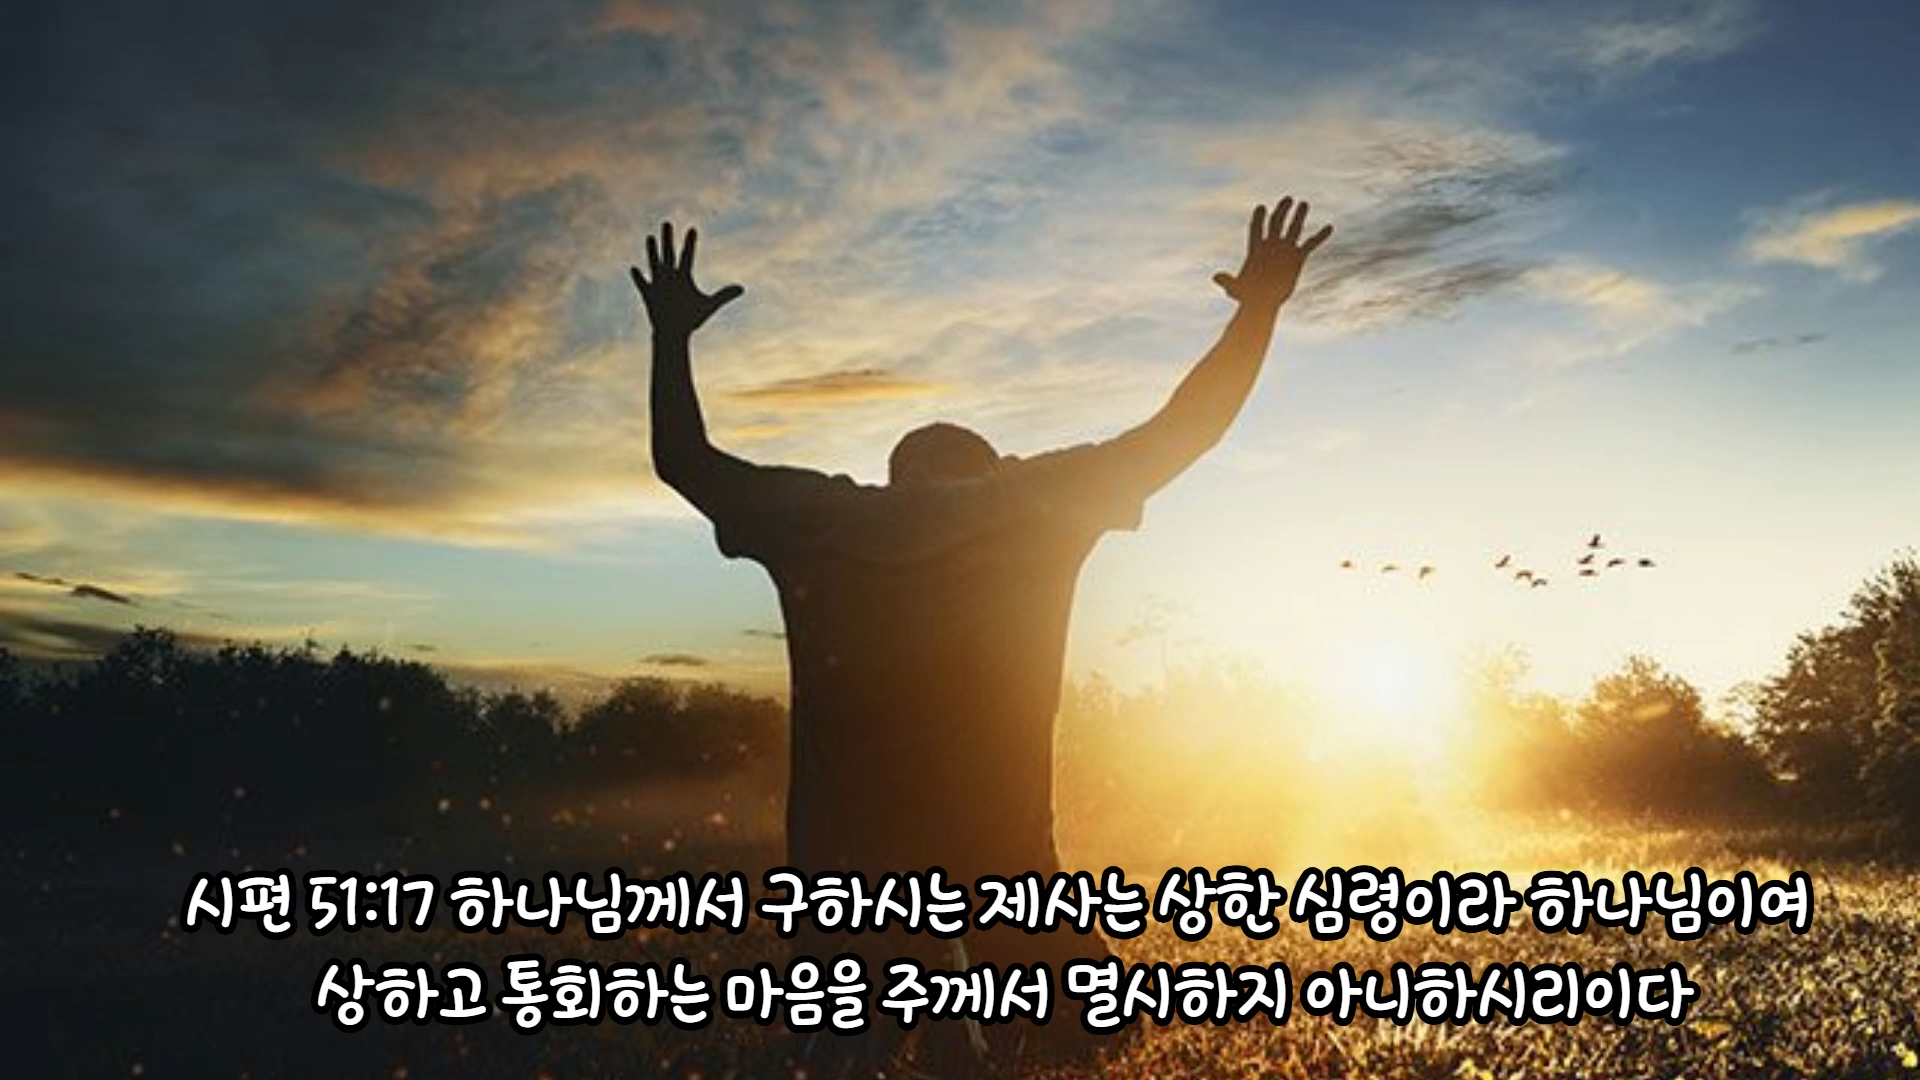 시편 51:17 하나님께서 구하시는 제사는 상한 심령이라 하나님이여
상하고 통회하는 마음을 주께서 멸시하지 아니하시리이다